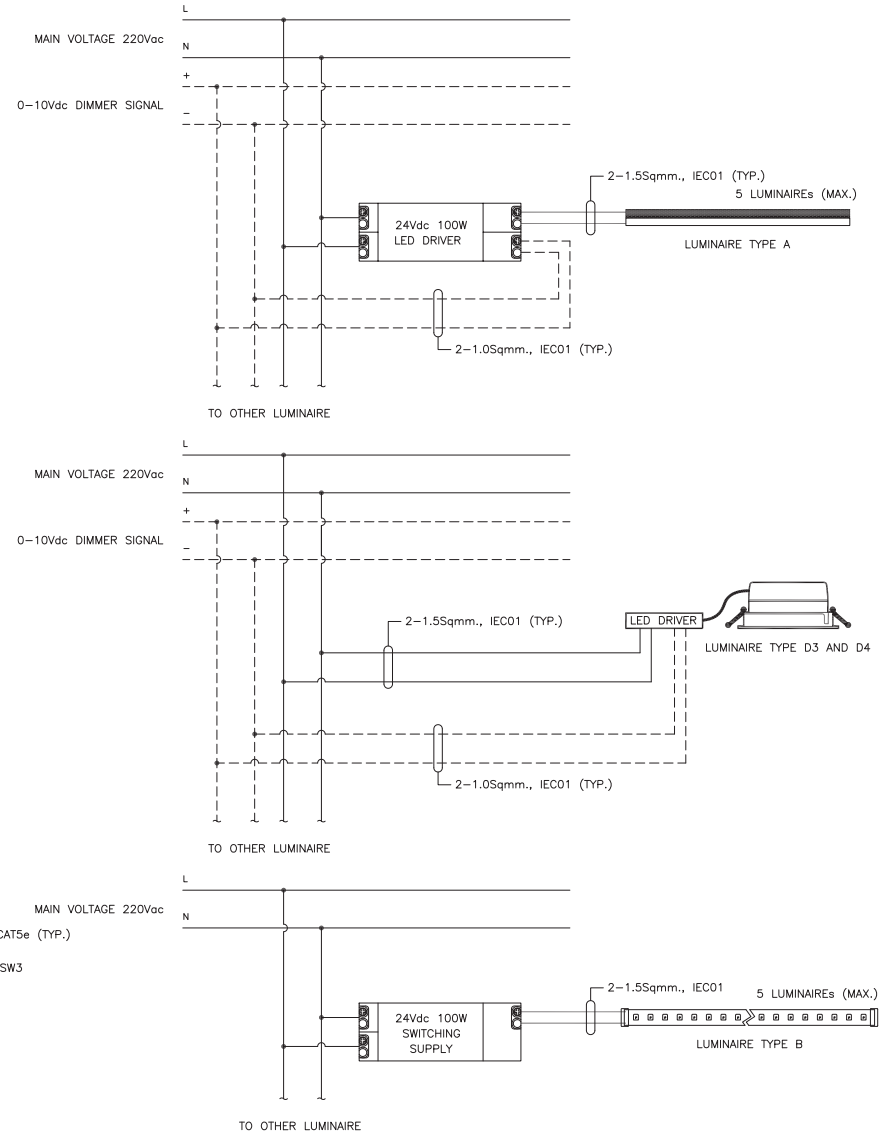 L
MAIN VOLTAGE 220Vac
N
+
0-10Vdc DIMMER SIGNAL
-
2-1.5Sqmm., IEC01 (TYP.)
5 LUMINAIREs (MAX.)
24Vdc 100W
LED DRIVER
LUMINAIRE TYPE A
2-1.0Sqmm., IEC01 (TYP.)
TO OTHER LUMINAIRE
L
MAIN VOLTAGE 220Vac
N
+
0-10Vdc DIMMER SIGNAL
-
2-1.5Sqmm., IEC01 (TYP.)
LED DRIVER
LUMINAIRE TYPE D3 AND D4
2-1.0Sqmm., IEC01 (TYP.)
TO OTHER LUMINAIRE
L
MAIN VOLTAGE 220Vac
N
CAT5e (TYP.)
SW3
2-1.5Sqmm., IEC01
5 LUMINAIREs (MAX.)
24Vdc 100W
SWITCHING
SUPPLY
LUMINAIRE TYPE B
TO OTHER LUMINAIRE